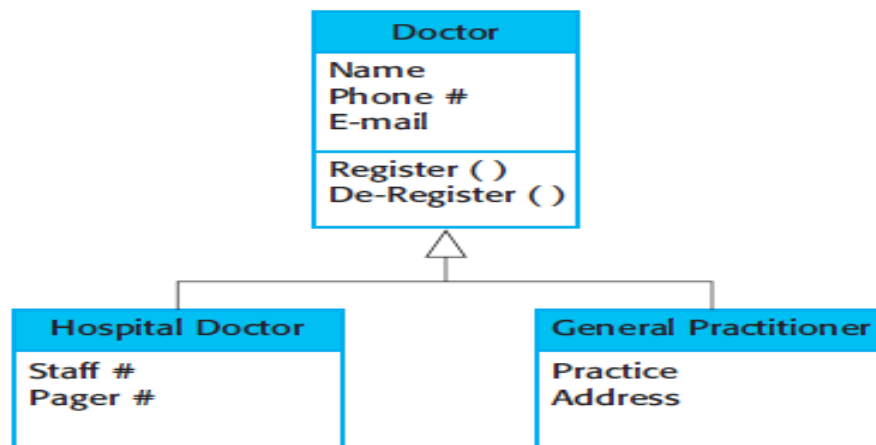 Doctor
Name
Phone #
E-mail
Register ( )
De-Register ( )
Hospital Doctor
Staff #
Pager #
General Practitioner
Practice
Address